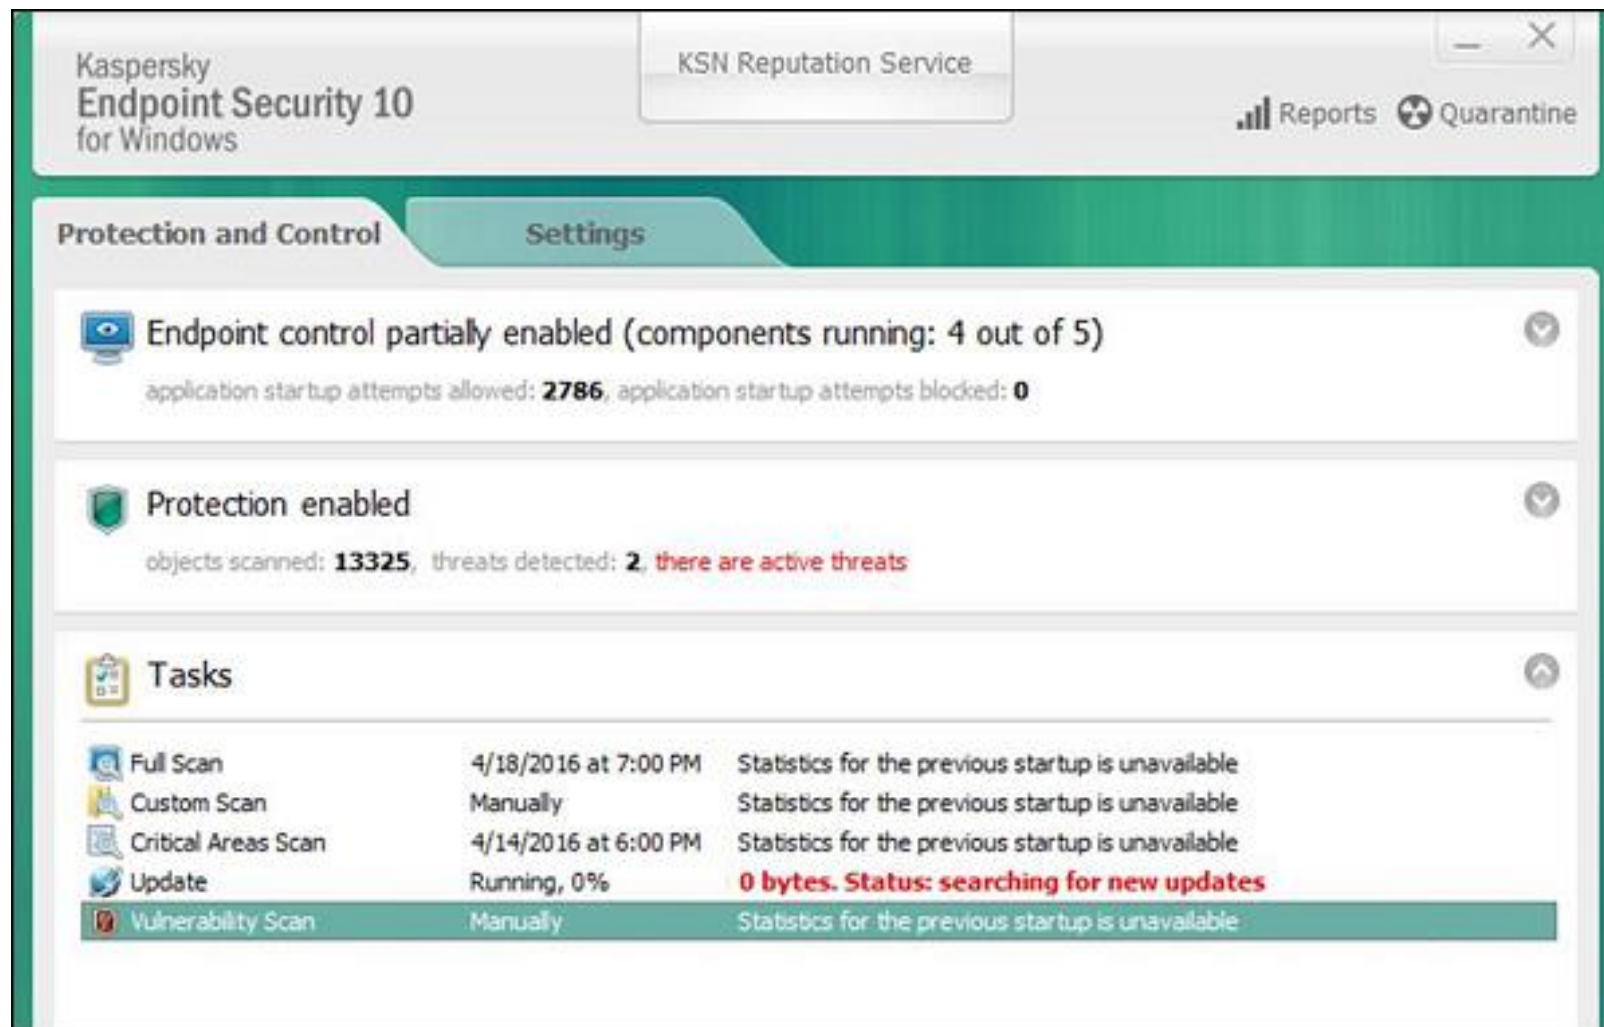 Kaspersky
Endpoint Security 10
for Windows
KSN Reputation Service
Reports Quarantine
Protection and Control Settings
Endpoint control partially enabled (components running: 4 out of 5)
application startup attempts allowed: 2786, application startup attempts blocked: 0
Protection enabled
objects scanned: 13325, threats detected: 2, there are active threats
Tasks
Full Scan 4/18/2016 at 7:00 PM Statistics for the previous startup is unavailable
Custom Scan Manually Statistics for the previous startup is unavailable
Critical Areas Scan 4/14/2016 at 6:00 PM Statistics for the previous startup is unavailable
Update Running, 0% 0 bytes. Status: searching for new updates
Vulnerability Scan Manually Statistics for the previous startup is unavailable